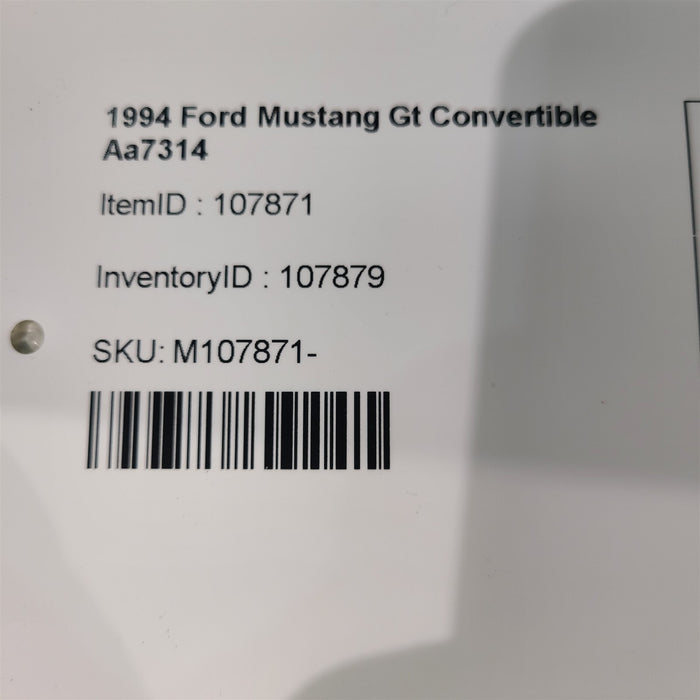 1994 Ford Mustang Gt Convertible
Aa7314
ItemID : 107871
InventoryID : 107879
SKU: M107871-